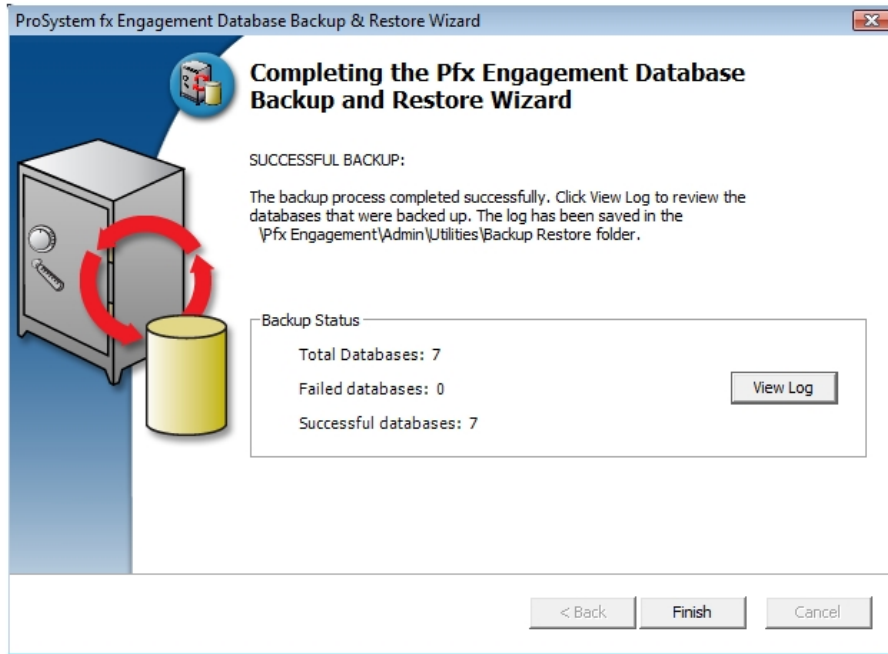 ProSystem fx Engagement Database Backup & Restore Wizard
Completing the Pfx Engagement Database
Backup and Restore Wizard
SUCCESSFUL BACKUP:
The backup process completed successfully. Click View Log to review the
databases that were backed up. The log has been saved in the
\Pfx Engagement\Admin\Utilities\Backup Restore folder.
Backup Status
Total Databases: 7
Failed databases: 0
View Log
Successful databases: 7
< Back
Finish
Cancel